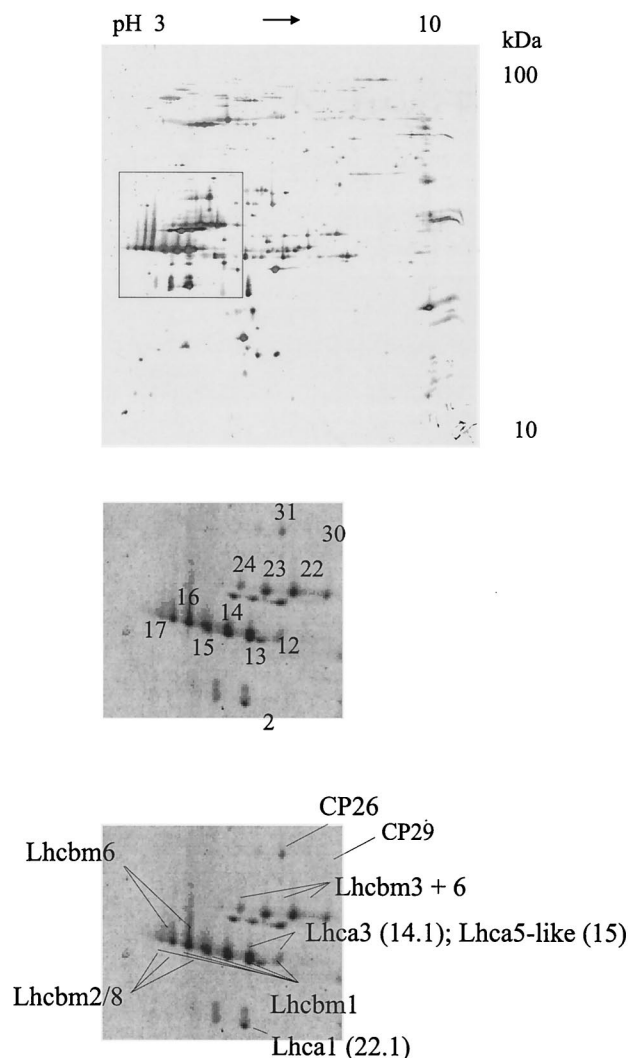 pH 3 → 10
kDa
100
10
31
30
24 23 22
16
14
17
15 13 12
2
CP26
CP29
Lhcbm6
Lhcbm3 + 6
Lhca3 (14.1); Lhca5-like (15)
Lhcbm2/8
Lhcbm1
Lhca1 (22.1)